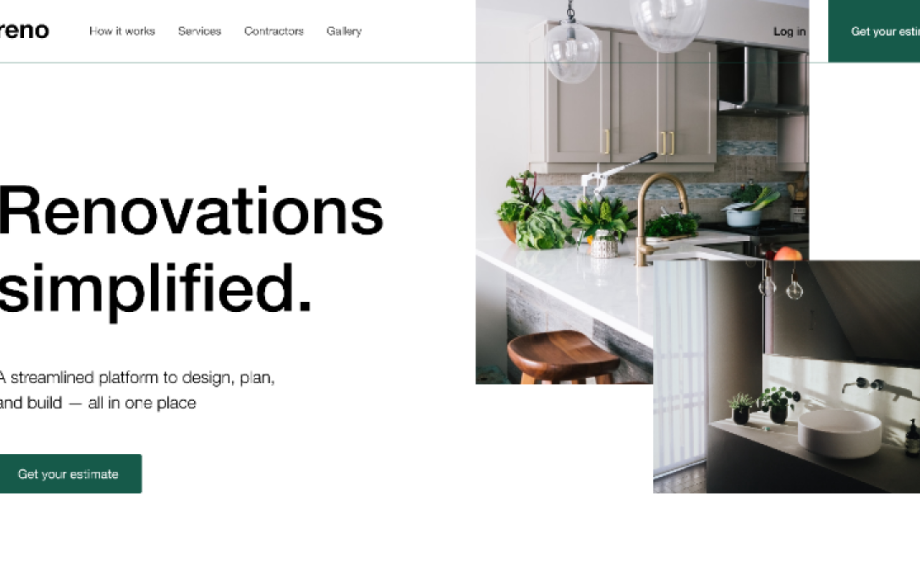 reno
How it works Services Contractors Gallery Log in Get your esti
Renovations
simplified.
A streamlined platform to design, plan,
and build — all in one place
Get your estimate